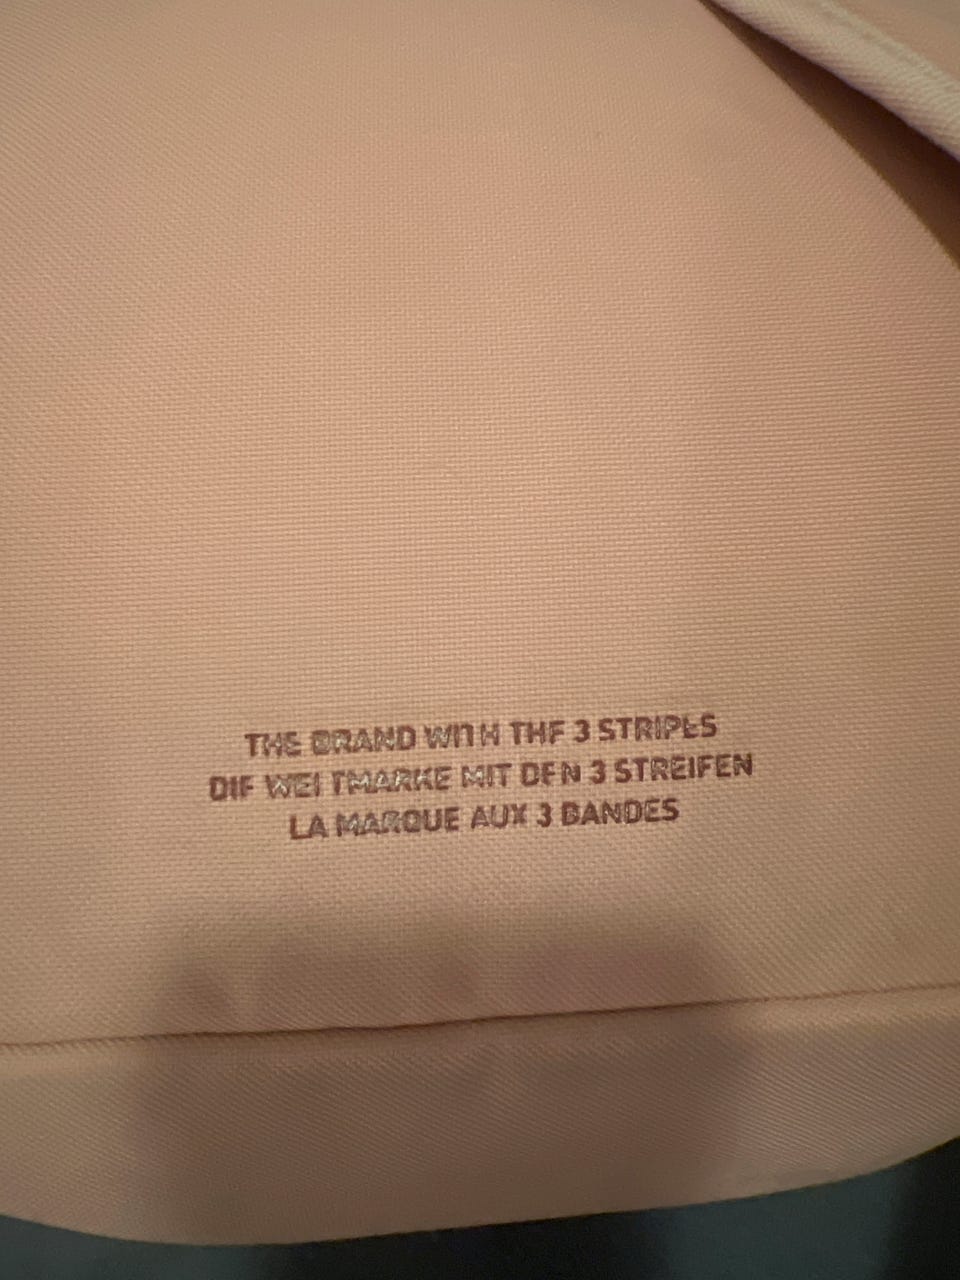 THE BRAND WITH THE 3 STRIPES
DIE WELTMARKE MIT DEN 3 STREIFEN
LA MARQUE AUX 3 BANDES